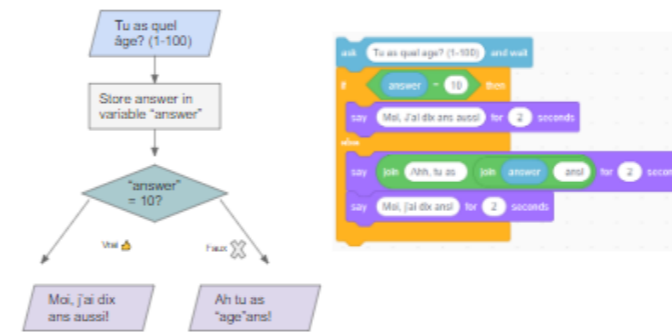 Tu as quel
âge? (1-100)
Store answer in
variable "answer"
"answer"
= 10?
Vrai 👍
Faux
Moi, j'ai dix
ans aussi!
Ah tu as
"age"ans!
ask Tu as quel age? (1-100) and wait
if answer = 10 then
say Moi, J'ai dix ans aussi! for 2 seconds
else
say join Ahh, tu as join answer ans! for 2 secon
say Moi, j'ai dix ans! for 2 seconds